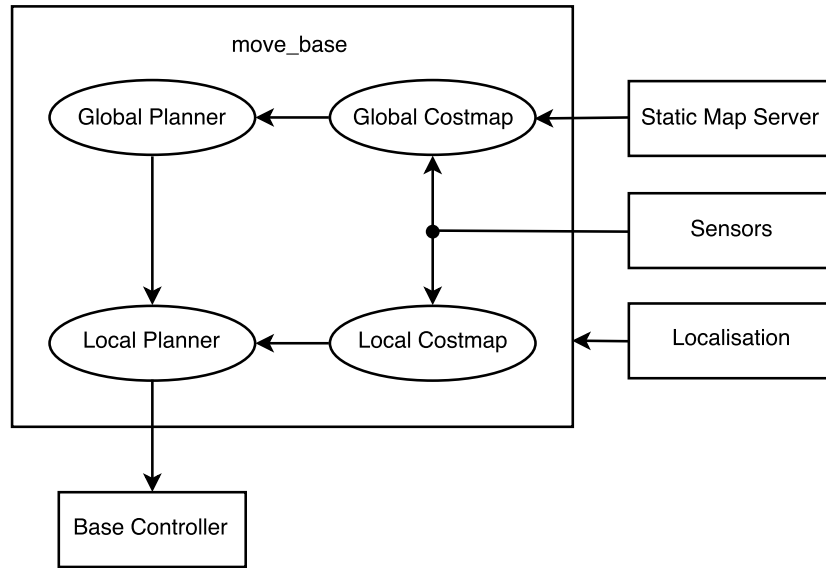 move_base
Global Planner
Global Costmap
Static Map Server
Sensors
Local Planner
Local Costmap
Localisation
Base Controller